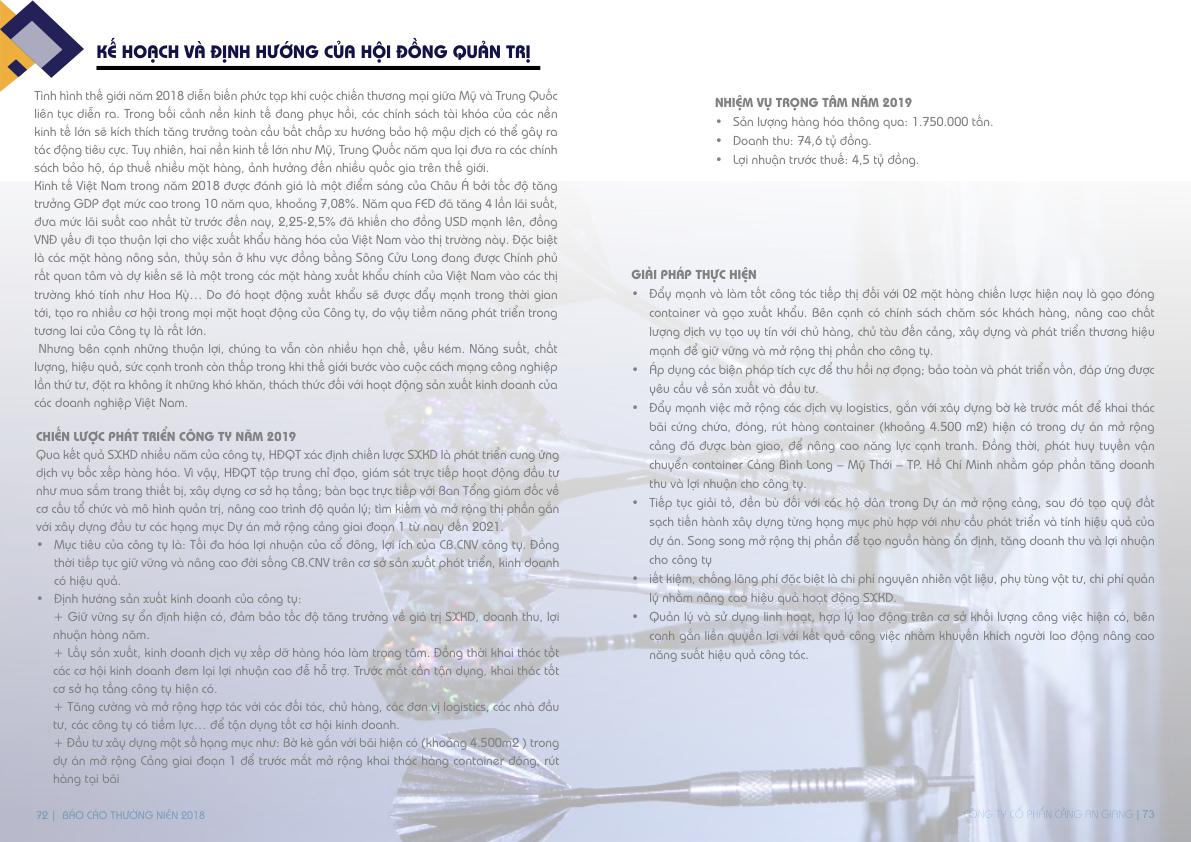 KẾ HOẠCH VÀ ĐỊNH HƯỚNG CỦA HỘI ĐỒNG QUẢN TRỊ
Tình hình thế giới năm 2018 diễn biến phức tạp khi cuộc chiến thương mại giữa Mỹ và Trung Quốc
liên tục diễn ra. Trong bối cảnh nền kinh tế đang phục hồi, các chính sách tài khóa của các nền
kinh tế lớn sẽ kích thích tăng trưởng toàn cầu bất chấp xu hướng bảo hộ mậu dịch có thể gây ra
tác động tiêu cực. Tuy nhiên, hai nền kinh tế lớn như Mỹ, Trung Quốc năm qua lại đưa ra các chính
sách bảo hộ, áp thuế nhiều mặt hàng, ảnh hưởng đến nhiều quốc gia trên thế giới.
Kinh tế Việt Nam trong năm 2018 được đánh giá là một điểm sáng của Châu Á bởi tốc độ tăng
trưởng GDP đạt mức cao trong 10 năm qua, khoảng 7,08%. Năm qua FED đã tăng 4 lần lãi suất,
đưa mức lãi suất cao nhất từ trước đến nay, 2,25-2,5% đã khiến cho đồng USD mạnh lên, đồng
VNĐ yếu đi tạo thuận lợi cho việc xuất khẩu hàng hóa của Việt Nam vào thị trường này. Đặc biệt
là các mặt hàng nông sản, thủy sản ở khu vực đồng bằng Sông Cửu Long đang được Chính phủ
rất quan tâm và dự kiến sẽ là một trong các mặt hàng xuất khẩu chính của Việt Nam vào các thị
trường khó tính như Hoa Kỳ… Do đó hoạt động xuất khẩu sẽ được đẩy mạnh trong thời gian
tới, tạo ra nhiều cơ hội trong mọi mặt hoạt động của Công ty, do vậy tiềm năng phát triển trong
tương lai của Công ty là rất lớn.
Nhưng bên cạnh những thuận lợi, chúng ta vẫn còn nhiều hạn chế, yếu kém. Năng suất, chất
lượng, hiệu quả, sức cạnh tranh còn thấp trong khi thế giới bước vào cuộc cách mạng công nghiệp
lần thứ tư, đặt ra không ít những khó khăn, thách thức đối với hoạt động sản xuất kinh doanh của
các doanh nghiệp Việt Nam.
CHIẾN LƯỢC PHÁT TRIỂN CÔNG TY NĂM 2019
Qua kết quả SXKD nhiều năm của công ty, HĐQT xác định chiến lược SXKD là phát triển cung ứng
dịch vụ bốc xếp hàng hóa. Vì vậy, HĐQT tập trung chỉ đạo, giám sát trực tiếp hoạt động đầu tư
như mua sắm trang thiết bị, xây dựng cơ sở hạ tầng; bàn bạc trực tiếp với Ban Tổng giám đốc về
cơ cấu tổ chức và mô hình quản trị, nâng cao trình độ quản lý; tìm kiếm và mở rộng thị phần gắn
với xây dựng đầu tư các hạng mục Dự án mở rộng cảng giai đoạn 1 từ nay đến 2021.
• Mục tiêu của công ty là: Tối đa hóa lợi nhuận của cổ đông, lợi ích của CB.CNV công ty. Đồng
thời tiếp tục giữ vững và nâng cao đời sống CB.CNV trên cơ sở sản xuất phát triển, kinh doanh
có hiệu quả.
• Định hướng sản xuất kinh doanh của công ty:
+ Giữ vững sự ổn định hiện có, đảm bảo tốc độ tăng trưởng về giá trị SXKD, doanh thu, lợi
nhuận hàng năm.
+ Lấy sản xuất, kinh doanh dịch vụ xếp dỡ hàng hóa làm trọng tâm. Đồng thời khai thác tốt
các cơ hội kinh doanh đem lại lợi nhuận cao để hỗ trợ. Trước mắt cần tận dụng, khai thác tốt
cơ sở hạ tầng công ty hiện có.
+ Tăng cường và mở rộng hợp tác với các đối tác, chủ hàng, các đơn vị logistics, các nhà đầu
tư, các công ty có tiềm lực… để tận dụng tốt cơ hội kinh doanh.
+ Đầu tư xây dựng một số hạng mục như: Bờ kè gắn với bãi hiện có (khoảng 4.500m2 ) trong
dự án mở rộng Cảng giai đoạn 1 để trước mắt mở rộng khai thác hàng container đóng, rút
hàng tại bãi
72 | BÁO CÁO THƯỜNG NIÊN 2018
NHIỆM VỤ TRỌNG TÂM NĂM 2019
• Sản lượng hàng hóa thông qua: 1.750.000 tấn.
• Doanh thu: 74,6 tỷ đồng.
• Lợi nhuận trước thuế: 4,5 tỷ đồng.
GIẢI PHÁP THỰC HIỆN
• Đẩy mạnh và làm tốt công tác tiếp thị đối với 02 mặt hàng chiến lược hiện nay là gạo đóng
container và gạo xuất khẩu. Bên cạnh có chính sách chăm sóc khách hàng, nâng cao chất
lượng dịch vụ tạo uy tín với chủ hàng, chủ tàu đến cảng, xây dựng và phát triển thương hiệu
mạnh để giữ vững và mở rộng thị phần cho công ty.
• Áp dụng các biện pháp tích cực để thu hồi nợ đọng; bảo toàn và phát triển vốn, đáp ứng được
yêu cầu về sản xuất và đầu tư.
• Đẩy mạnh việc mở rộng các dịch vụ logistics, gắn với xây dựng bờ kè trước mắt để khai thác
bãi cứng chứa, đóng, rút hàng container (khoảng 4.500 m2) hiện có trong dự án mở rộng
cảng đã được bàn giao, để nâng cao năng lực cạnh tranh. Đồng thời, phát huy tuyến vận
chuyển container Cảng Bình Long – Mỹ Thới – TP. Hồ Chí Minh nhằm góp phần tăng doanh
thu và lợi nhuận cho công ty.
• Tiếp tục giải tỏ, đền bù đối với các hộ dân trong Dự án mở rộng cảng, sau đó tạo quỹ đất
sạch tiến hành xây dựng từng hạng mục phù hợp với nhu cầu phát triển và tính hiệu quả của
dự án. Song song mở rộng thị phần để tạo nguồn hàng ổn định, tăng doanh thu và lợi nhuận
cho công ty
• iết kiệm, chống lãng phí đặc biệt là chi phí nguyên nhiên vật liệu, phụ tùng vật tư, chi phí quản
lý nhằm nâng cao hiệu quả hoạt động SXKD.
• Quản lý và sử dụng linh hoạt, hợp lý lao động trên cơ sở khối lượng công việc hiện có, bên
cạnh gắn liền quyền lợi với kết quả công việc nhằm khuyến khích người lao động nâng cao
năng suất hiệu quả công tác.
CÔNG TY CỔ PHẦN CẢNG AN GIANG | 73